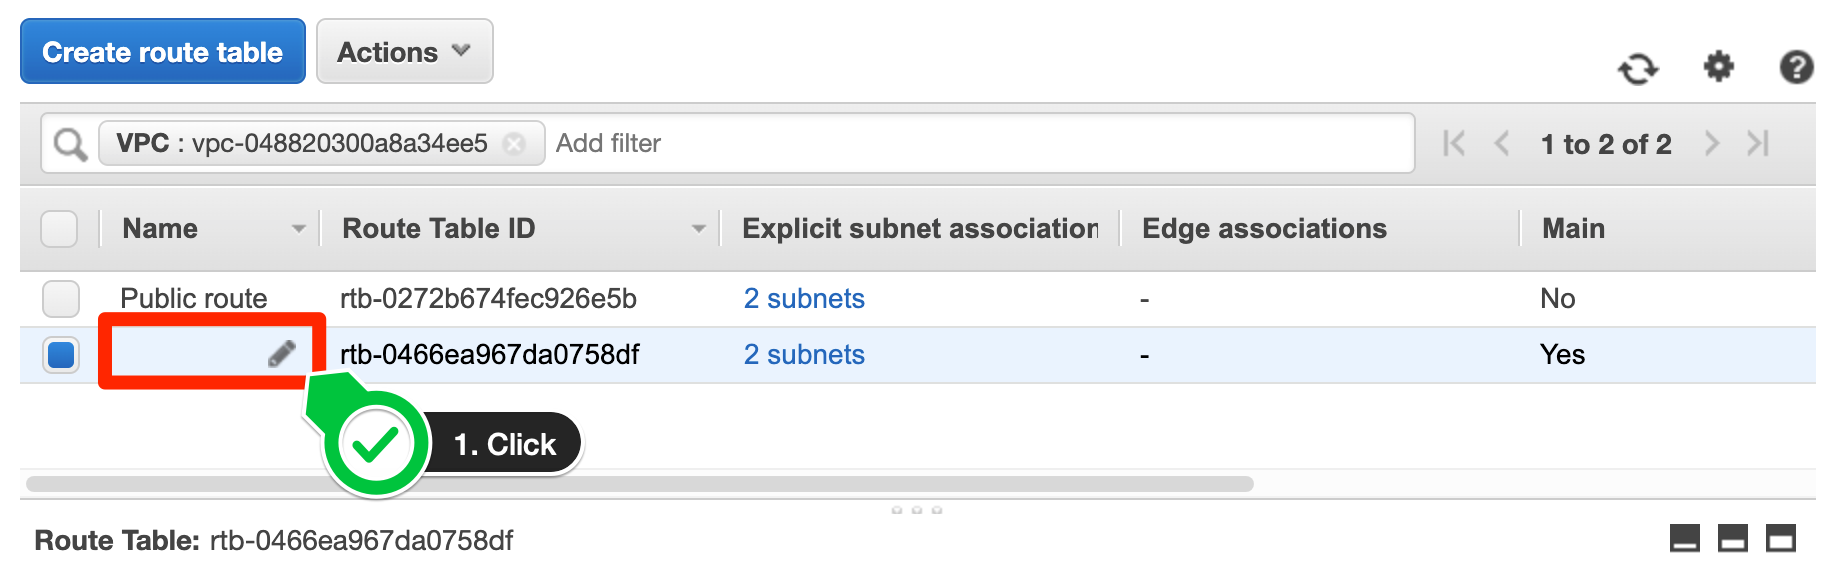 Create route table Actions
VPC : vpc-048820300a8a34ee5 Add filter 1 to 2 of 2
Name Route Table ID Explicit subnet association Edge associations Main
Public route rtb-0272b674fec926e5b 2 subnets - No
rtb-0466ea967da0758df 2 subnets - Yes
1. Click
Route Table: rtb-0466ea967da0758df